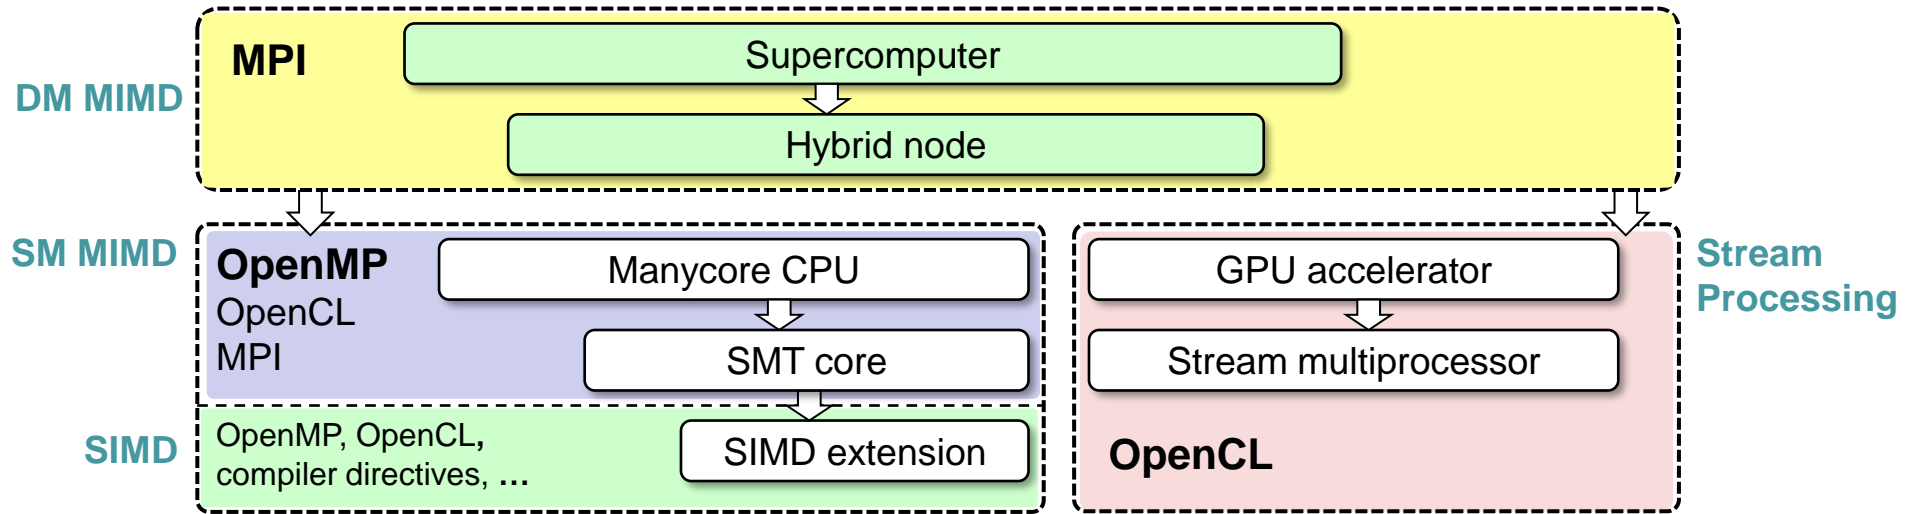 MPI
Supercomputer
DM MIMD
Hybrid node
SM MIMD
OpenMP
OpenCL
MPI
Manycore CPU
SMT core
GPU accelerator
Stream multiprocessor
Stream
Processing
SIMD
OpenMP, OpenCL,
compiler directives, ...
SIMD extension
OpenCL